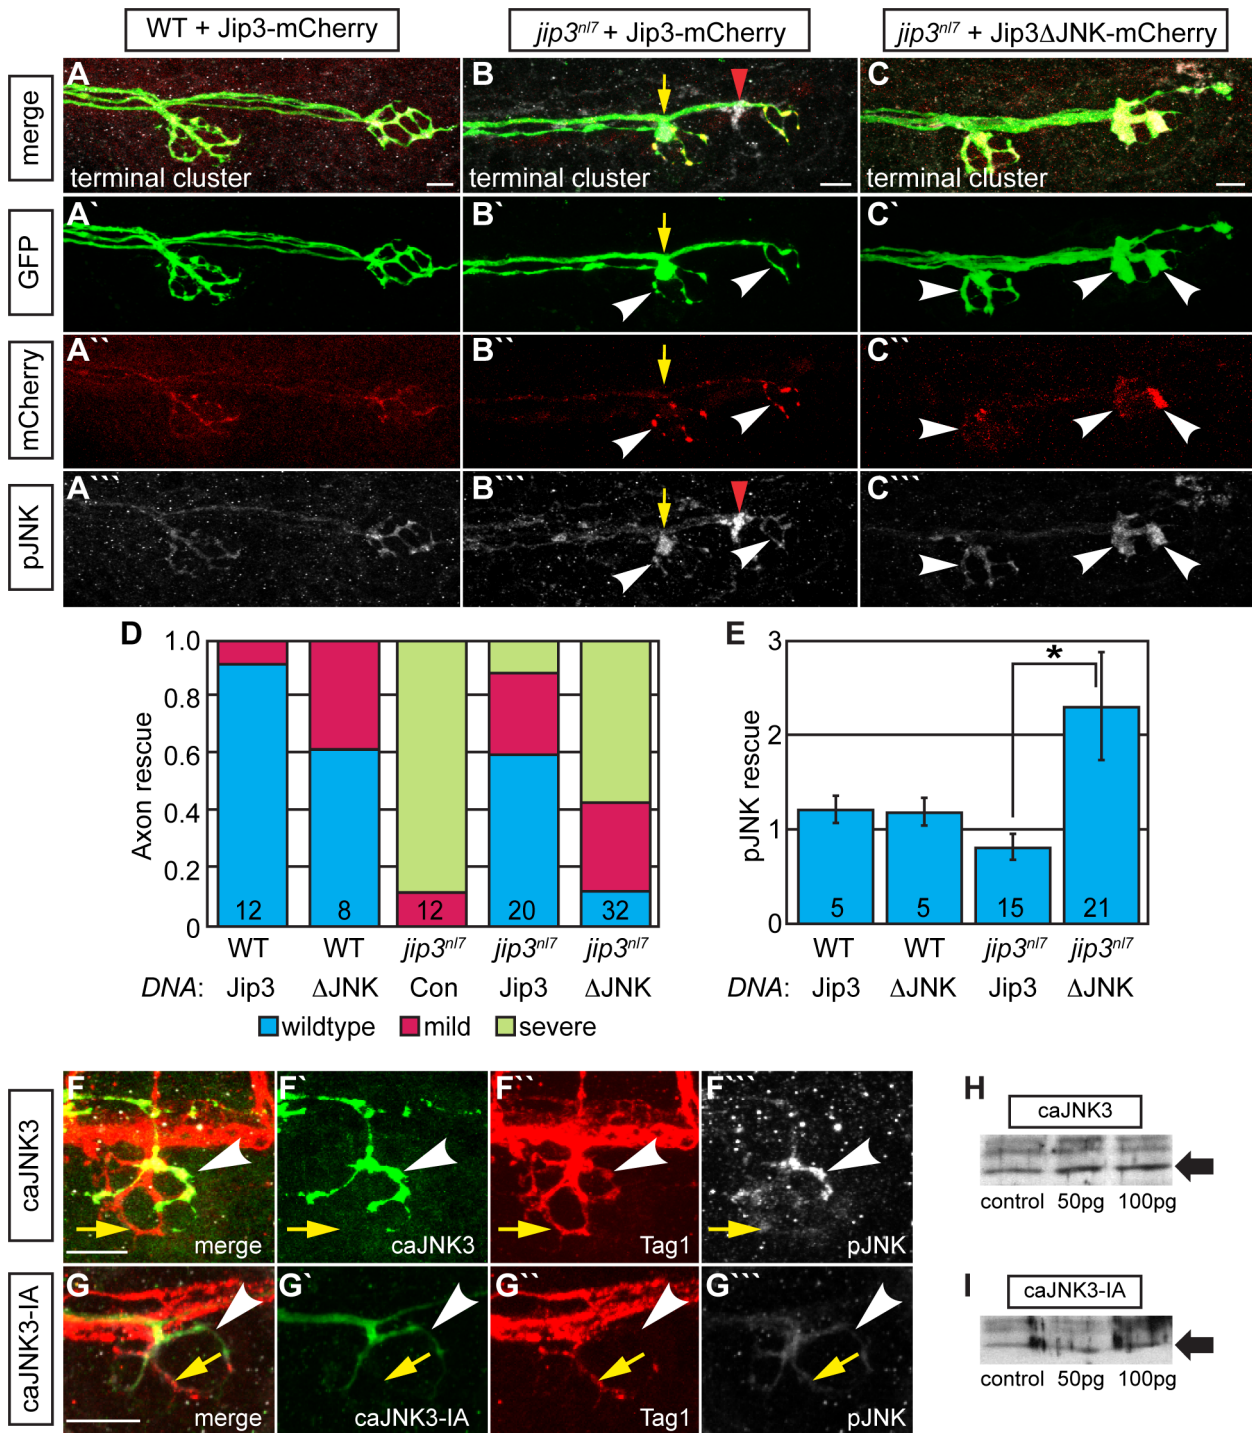 WT + Jip3-mCherry
jip3nl7 + Jip3-mCherry
jip3nl7 + Jip3ΔJNK-mCherry
merge
A
terminal cluster
B
terminal cluster
C
terminal cluster
GFP
A`
B`
C`
mCherry
A``
B``
C``
pJNK
A```
B```
C```
D
Axon rescue
1.0
0.8
0.6
0.4
0.2
0
12
8
12
20
32
WT
WT
jip3nl7
jip3nl7
jip3nl7
DNA:
Jip3
ΔJNK
Con
Jip3
ΔJNK
wildtype
mild
severe
E
pJNK rescue
3
2
1
0
*
5
5
15
21
WT
WT
jip3nl7
jip3nl7
DNA:
Jip3
ΔJNK
Jip3
ΔJNK
caJNK3
F
merge
F`
caJNK3
F``
Tag1
F```
pJNK
caJNK3-IA
G
merge
G`
caJNK3-IA
G``
Tag1
G```
pJNK
H
caJNK3
control 50pg 100pg
I
caJNK3-IA
control 50pg 100pg